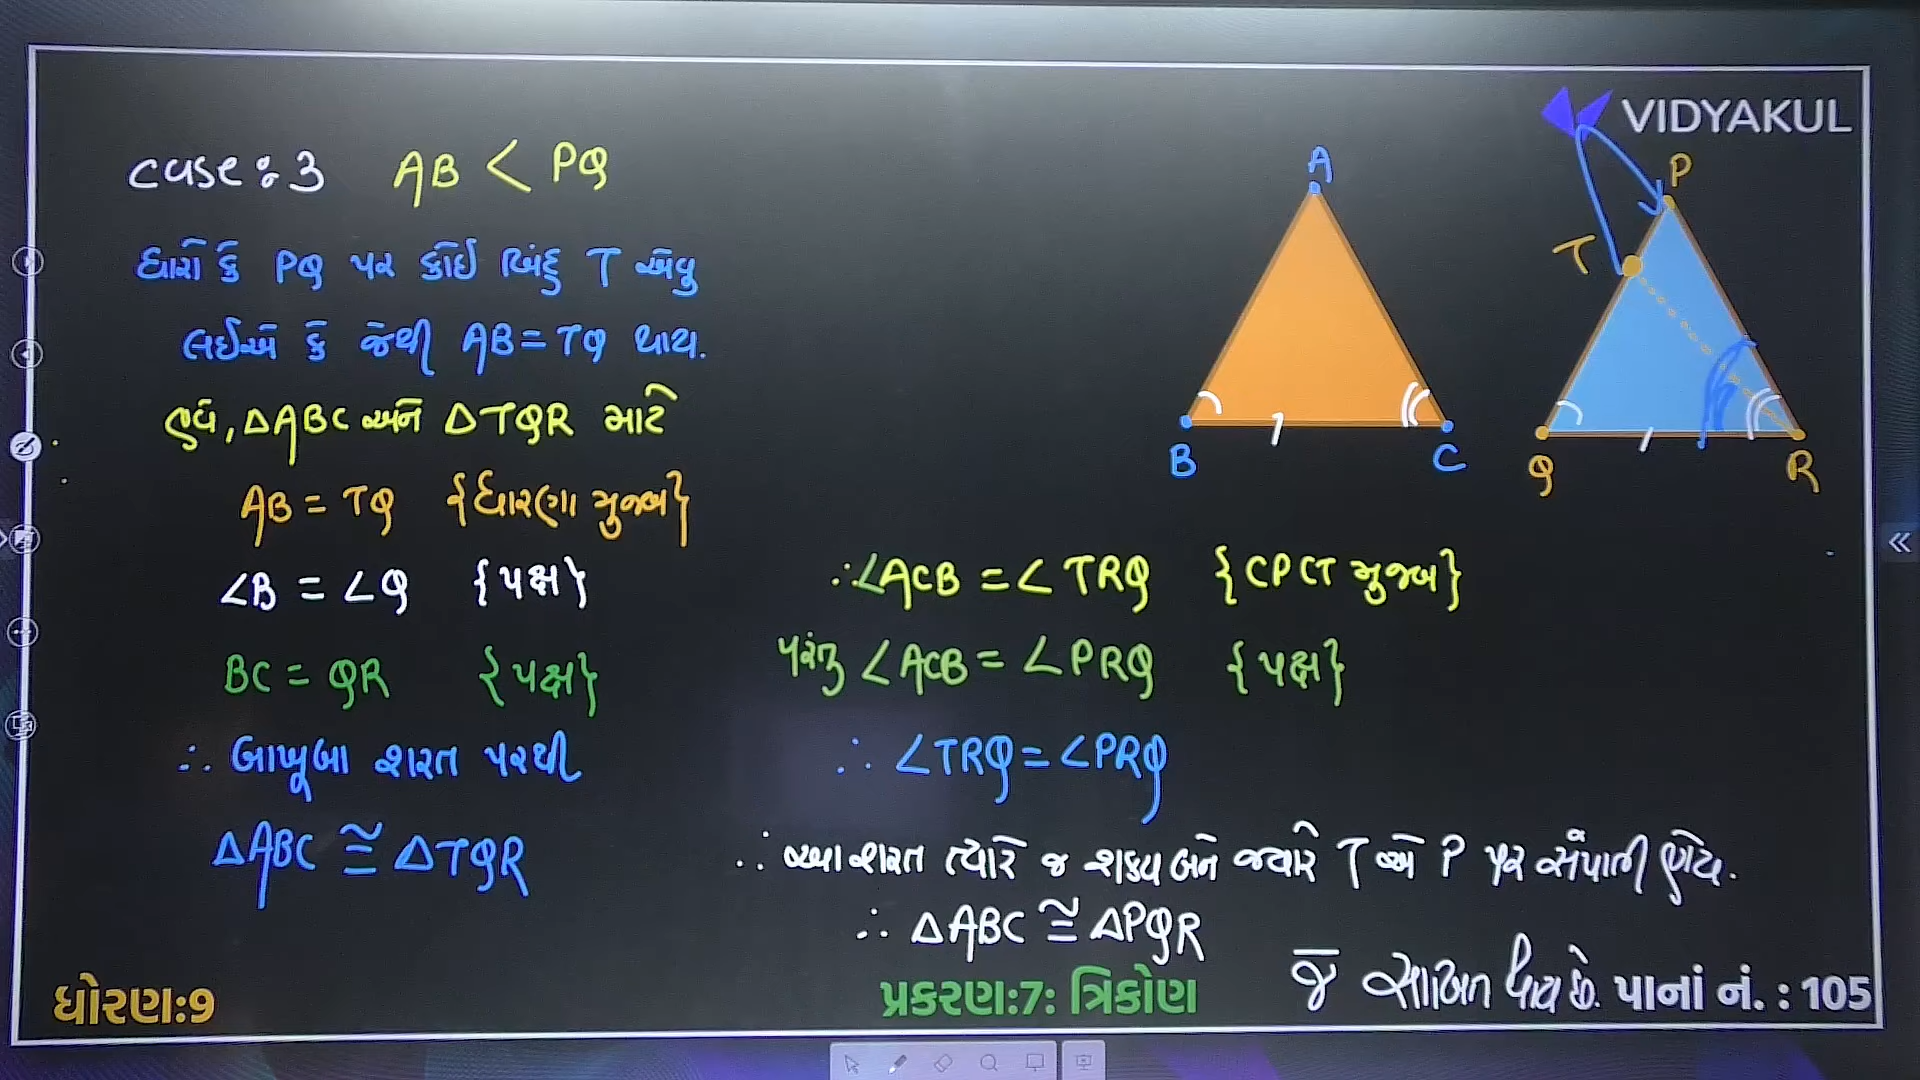 VIDYAKUL
case : 3 AB < PQ
ધારો કે PQ પર કોઈ બિંદુ T એવુ
લઈએ કે જેથી AB = TQ થાય.
હવે, ΔABC અને ΔTQR માટે
AB = TQ {ધારણા મુજબ}
∠B = ∠Q {પક્ષ}
BC = QR {પક્ષ}
∴ બાખૂબા શરત પરથી
ΔABC ≅ ΔTQR
A
B
C
P
T
Q
R
∴ ∠ACB = ∠TRQ {CPCT મુજબ}
પરંતુ ∠ACB = ∠PRQ {પક્ષ}
∴ ∠TRQ = ∠PRQ
∴ આ શરત ત્યારે જ શક્ય બને જ્યારે T એ P પર સંપાતી હોય.
∴ ΔABC ≅ ΔPQR
જે સાબિત થાય છે.
ધોરણ:9
પ્રકરણ:7: ત્રિકોણ
પાનાં નં. : 105